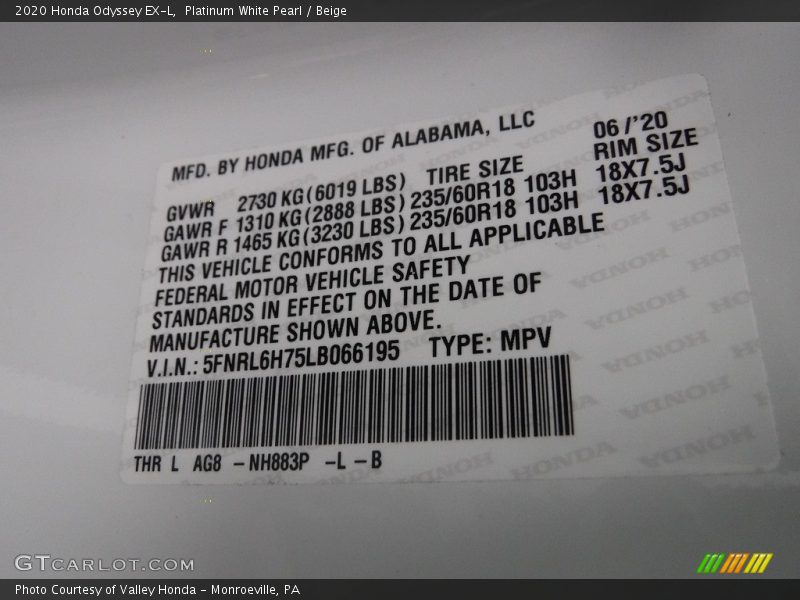 2020 Honda Odyssey EX-L,  Platinum White Pearl / Beige
MFD. BY HONDA MFG. OF ALABAMA, LLC 06/'20
GVWR 2730 KG (6019 LBS) TIRE SIZE RIM SIZE
GAWR F 1310 KG (2888 LBS) 235/60R18 103H 18X7.5J
GAWR R 1465 KG (3230 LBS) 235/60R18 103H 18X7.5J
THIS VEHICLE CONFORMS TO ALL APPLICABLE
FEDERAL MOTOR VEHICLE SAFETY
STANDARDS IN EFFECT ON THE DATE OF
MANUFACTURE SHOWN ABOVE.
V.I.N.: 5FNRL6H75LB066195 TYPE: MPV
THR L AG8 -NH883P -L -B
GTCARLOT.COM
Photo Courtesy of Valley Honda - Monroeville, PA